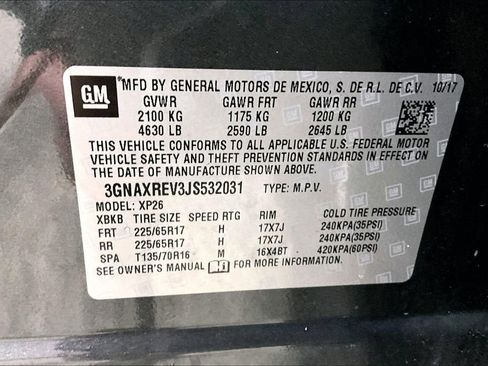 GM
*MFD BY GENERAL MOTORS DE MEXICO, S. DE R.L. DE C.V. 10/17
GVWR GAWR FRT GAWR RR
2100 KG 1175 KG 1200 KG
4630 LB 2590 LB 2645 LB
THIS VEHICLE CONFORMS TO ALL APPLICABLE U.S. FEDERAL MOTOR
VEHICLE SAFETY AND THEFT PREVENTION STANDARDS IN EFFECT ON
THE DATE OF MANUFACTURE SHOWN ABOVE.
3GNAXREV3JS532031 TYPE: M.P.V.
MODEL: XP26
XBKB TIRE SIZE SPEED RTG RIM COLD TIRE PRESSURE
FRT 225/65R17 H 17X7J 240KPA(35PSI)
RR 225/65R17 H 17X7J 240KPA(35PSI)
SPA T135/70R16 M 16X4BT 420KPA(60PSI)
SEE OWNER'S MANUAL FOR MORE INFORMATION.